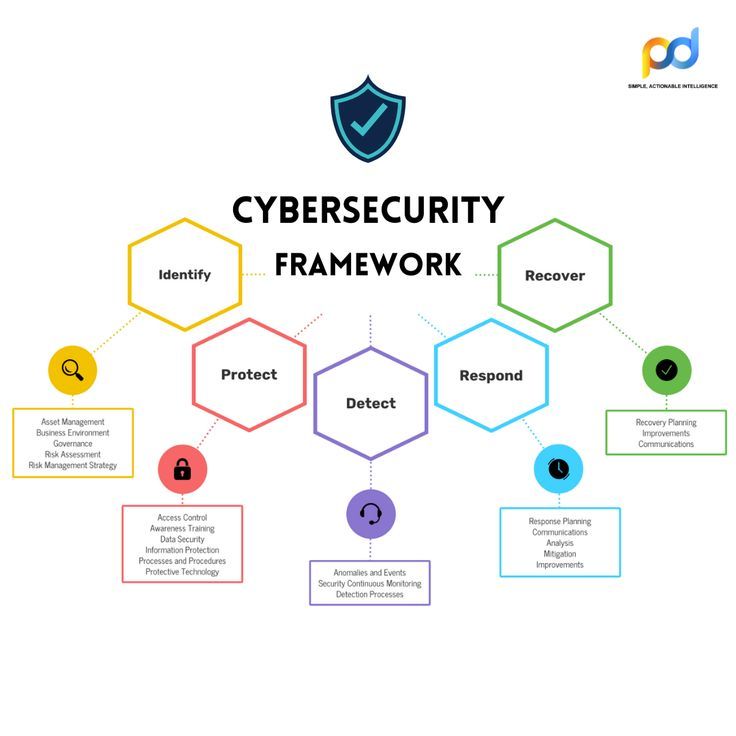 pd
SIMPLE, ACTIONABLE INTELLIGENCE
CYBERSECURITY
FRAMEWORK
Identify
Asset Management
Business Environment
Governance
Risk Assessment
Risk Management Strategy
Protect
Access Control
Awareness Training
Data Security
Information Protection
Processes and Procedures
Protective Technology
Detect
Anomalies and Events
Security Continuous Monitoring
Detection Processes
Respond
Response Planning
Communications
Analysis
Mitigation
Improvements
Recover
Recovery Planning
Improvements
Communications